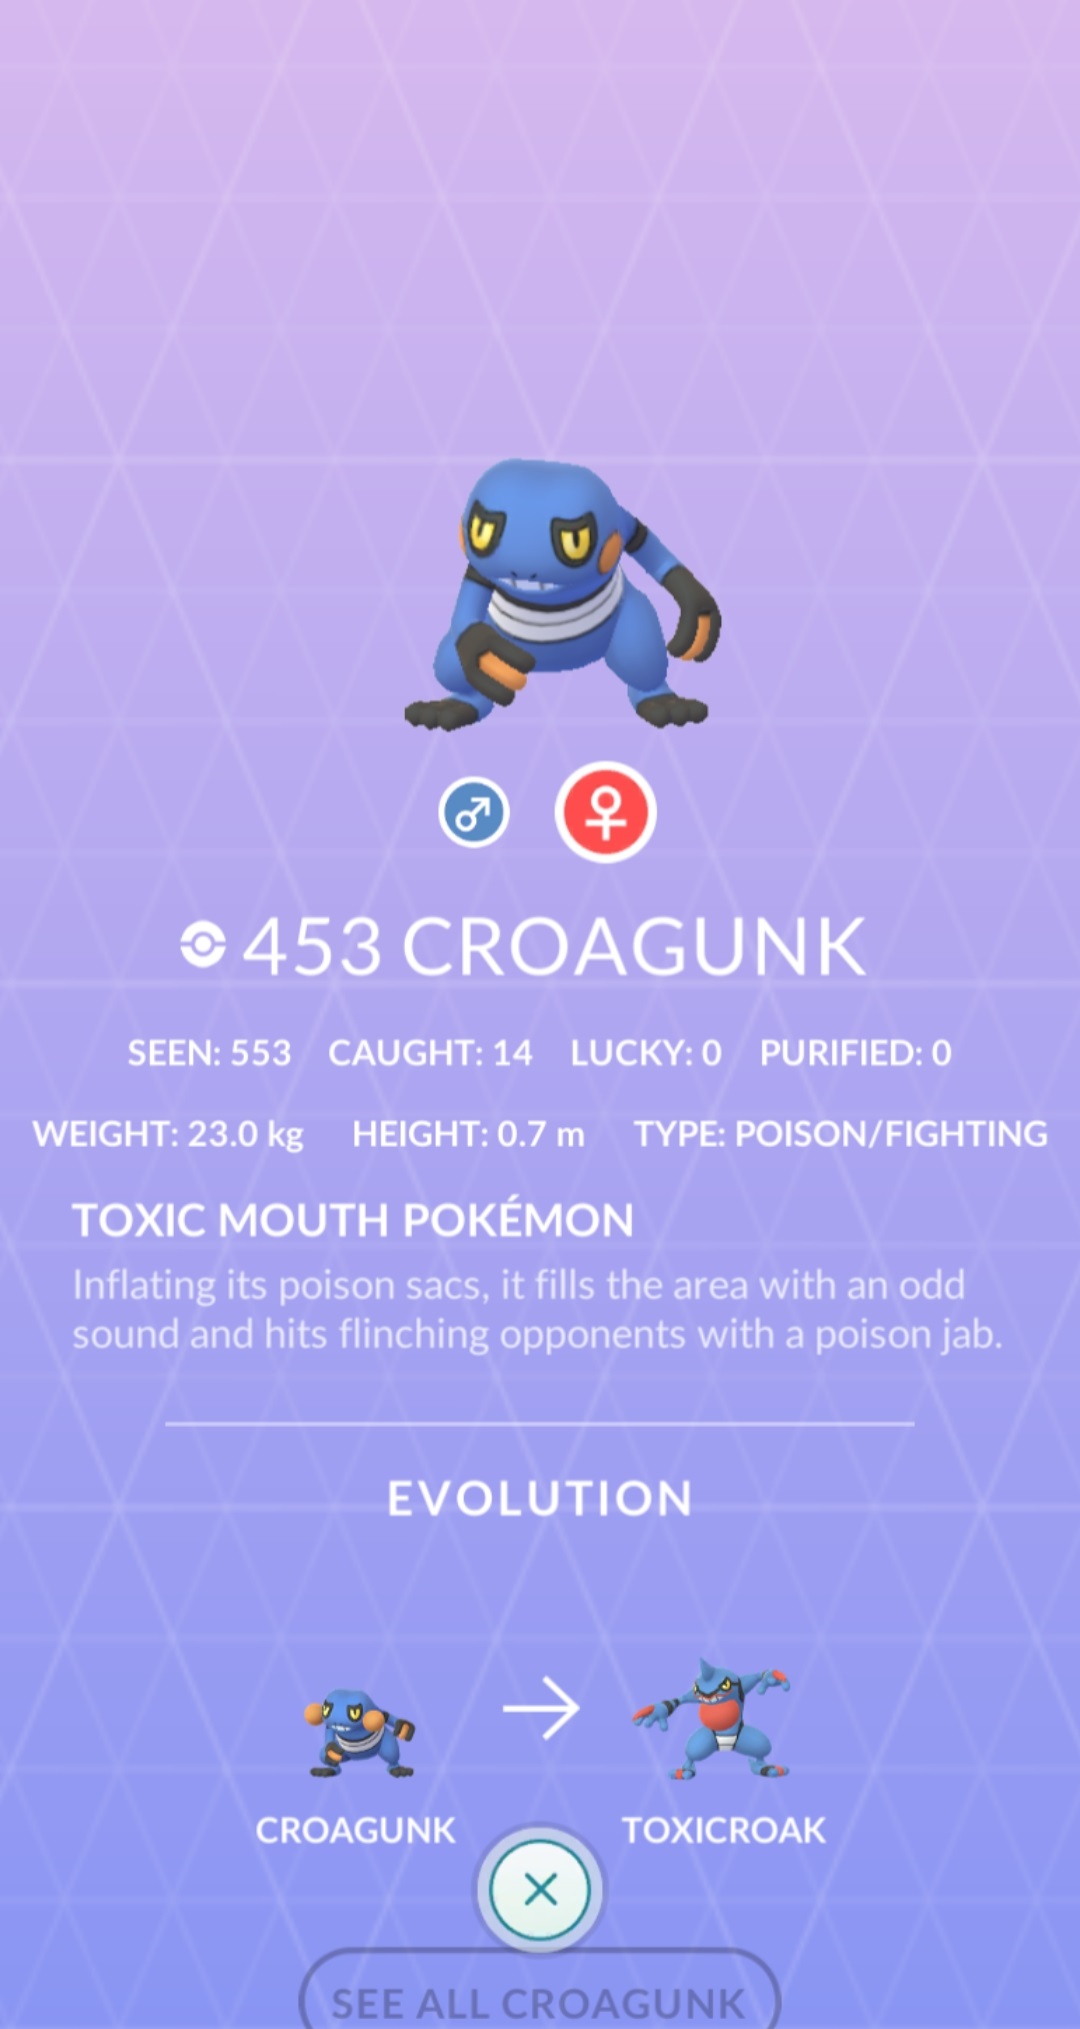 453 CROAGUNK
SEEN: 553 CAUGHT: 14 LUCKY: 0 PURIFIED: 0
WEIGHT: 23.0 kg HEIGHT: 0.7 m TYPE: POISON/FIGHTING
TOXIC MOUTH POKÉMON
Inflating its poison sacs, it fills the area with an odd
sound and hits flinching opponents with a poison jab.
EVOLUTION
CROAGUNK TOXICROAK
SEE ALL CROAGUNK